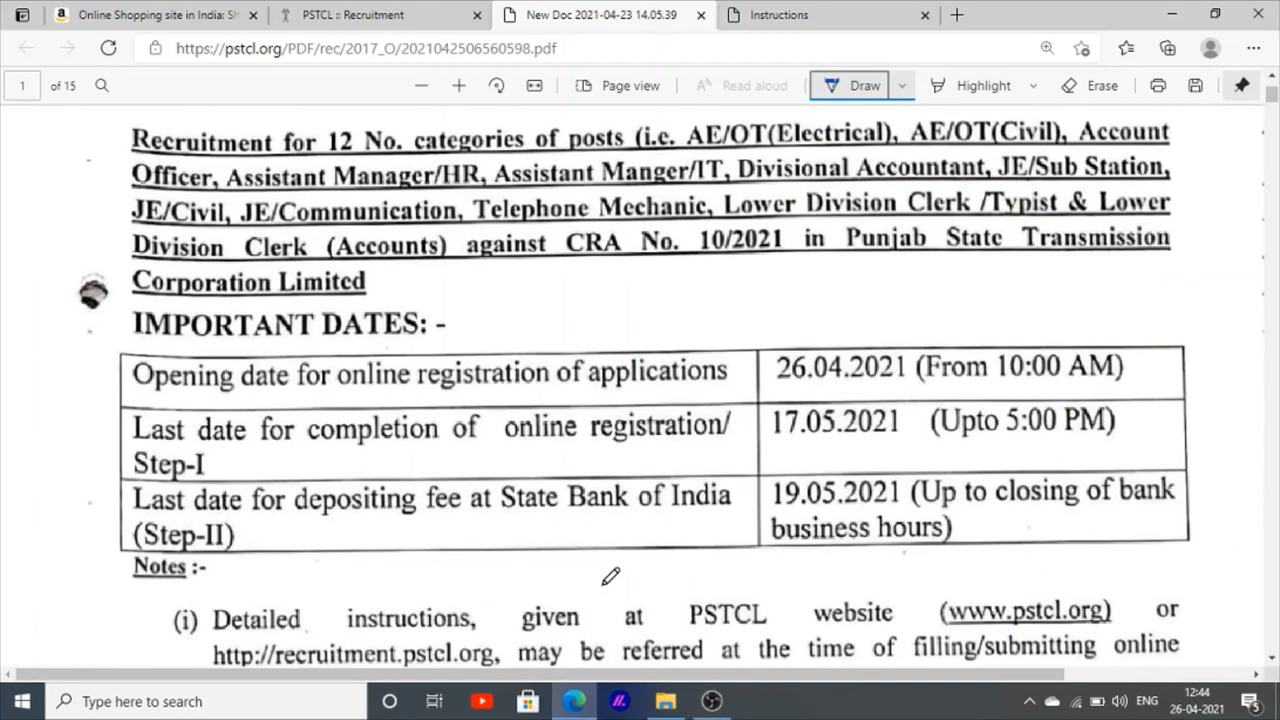 Online Shopping site in India: Sh
PSTCL :: Recruitment
New Doc 2021-04-23 14.05.39
Instructions
https://pstcl.org/PDF/rec/2017_O/2021042506560598.pdf
1 of 15
Page view
Read aloud
Draw
Highlight
Erase
Recruitment for 12 No. categories of posts (i.e. AE/OT(Electrical), AE/OT(Civil), Account
Officer, Assistant Manager/HR, Assistant Manger/IT, Divisional Accountant, JE/Sub Station,
JE/Civil, JE/Communication, Telephone Mechanic, Lower Division Clerk /Typist & Lower
Division Clerk (Accounts) against CRA No. 10/2021 in Punjab State Transmission
Corporation Limited
IMPORTANT DATES: -
Opening date for online registration of applications 26.04.2021 (From 10:00 AM)
Last date for completion of online registration/ 17.05.2021 (Upto 5:00 PM)
Step-I
Last date for depositing fee at State Bank of India 19.05.2021 (Up to closing of bank
(Step-II) business hours)
Notes :-
(i) Detailed instructions, given at PSTCL website (www.pstcl.org) or
http://recruitment.pstcl.org, may be referred at the time of filling/submitting online
Type here to search
ENG
12:44
26-04-2021
5